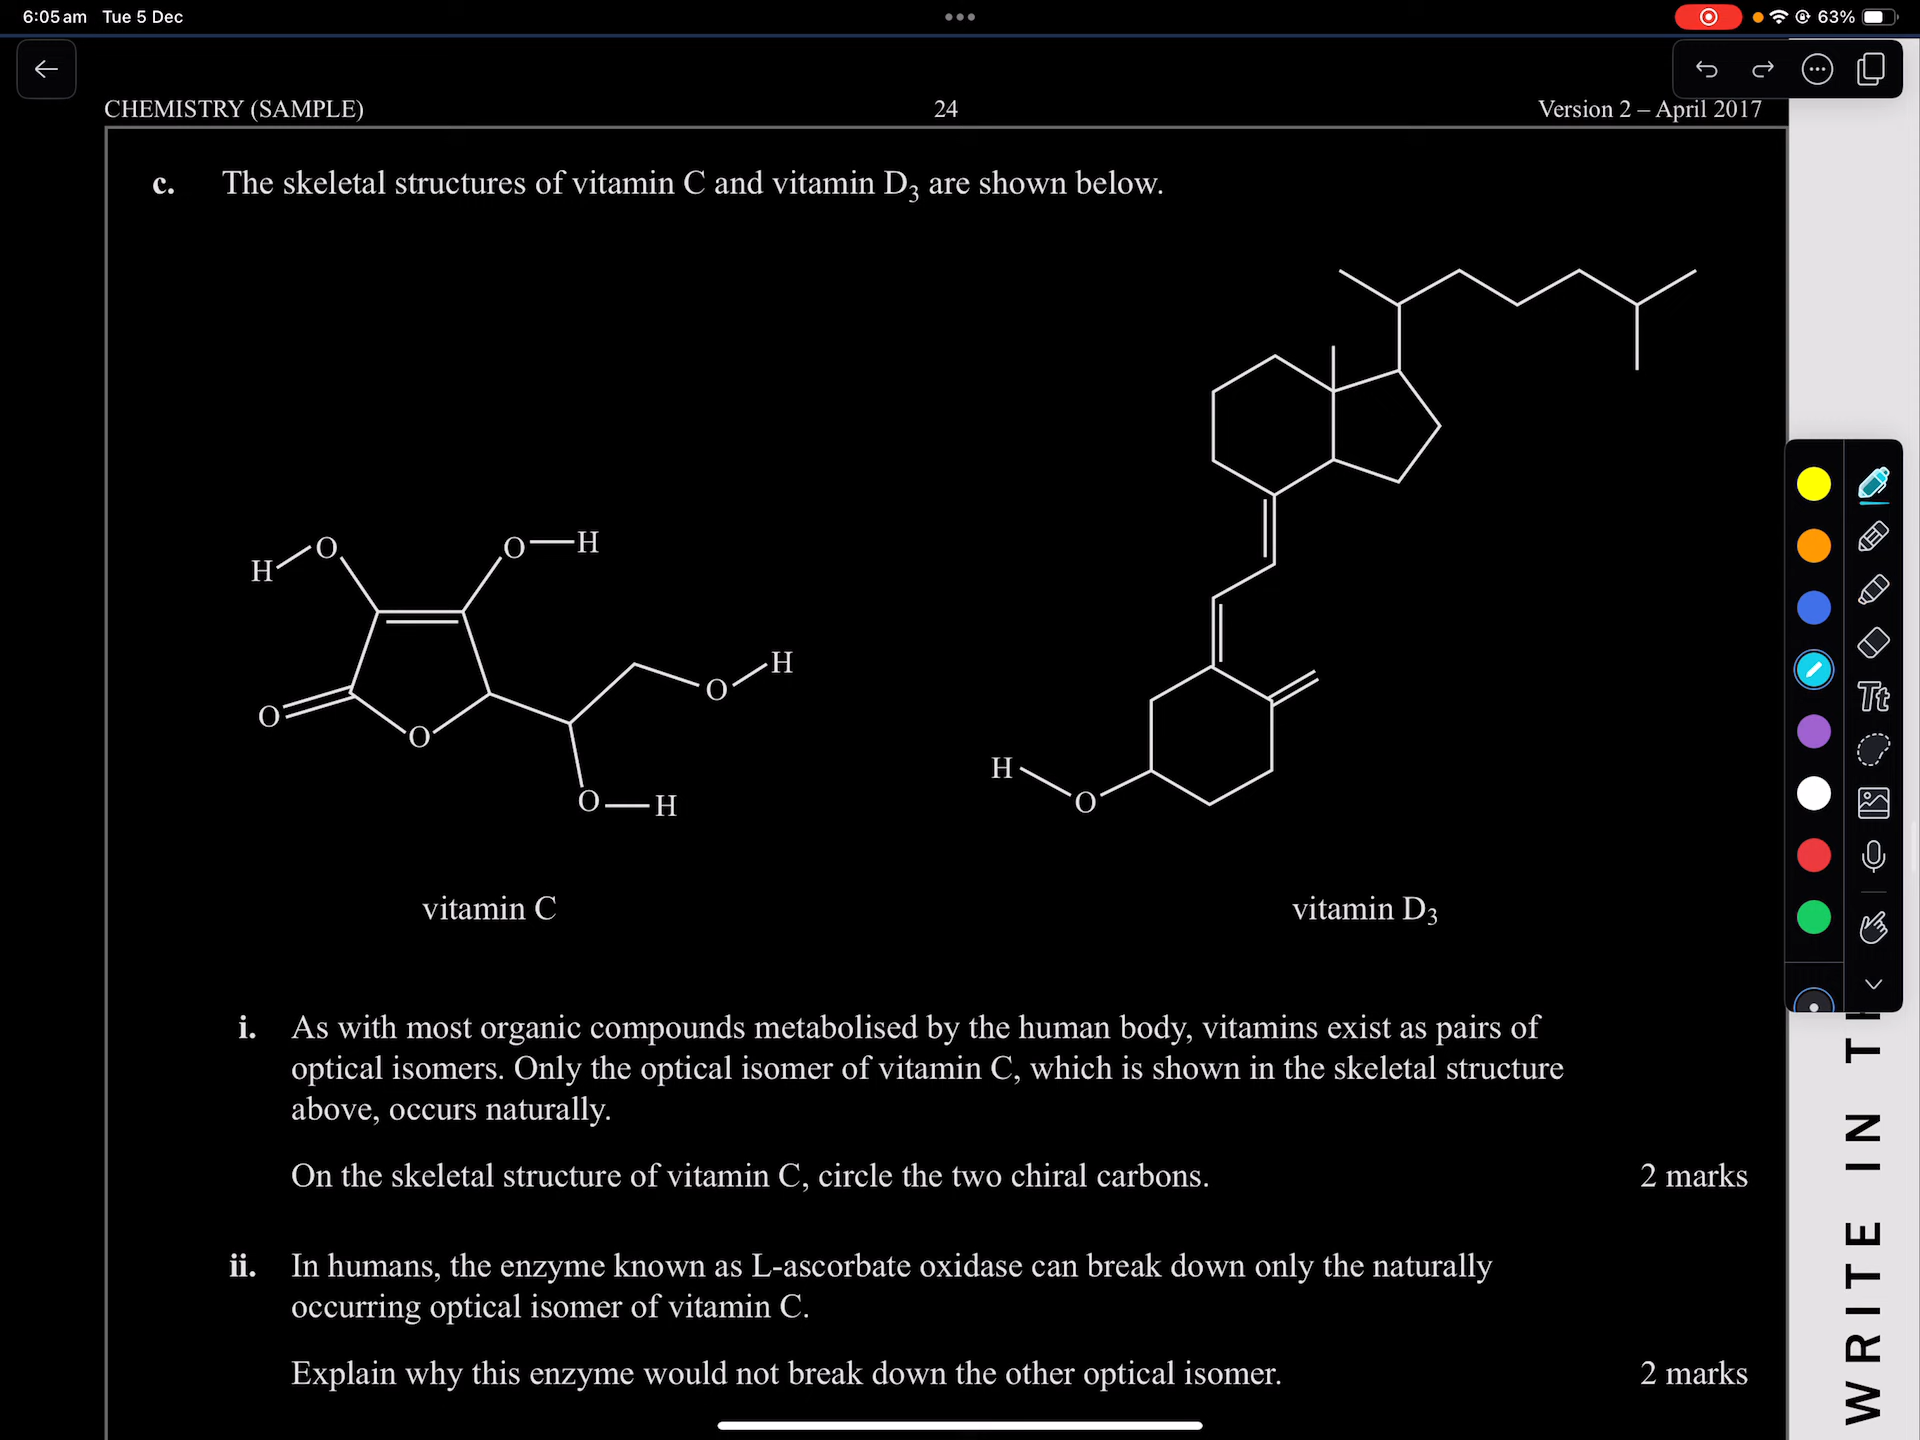 6:05 am Tue 5 Dec
63%
CHEMISTRY (SAMPLE) 24 Version 2 – April 2017
c. The skeletal structures of vitamin C and vitamin D3 are shown below.
H O O H
O O O H
O H
H O
vitamin C vitamin D3
i. As with most organic compounds metabolised by the human body, vitamins exist as pairs of
optical isomers. Only the optical isomer of vitamin C, which is shown in the skeletal structure
above, occurs naturally.
On the skeletal structure of vitamin C, circle the two chiral carbons. 2 marks
ii. In humans, the enzyme known as L-ascorbate oxidase can break down only the naturally
occurring optical isomer of vitamin C.
Explain why this enzyme would not break down the other optical isomer. 2 marks
Tt
WRITE IN T